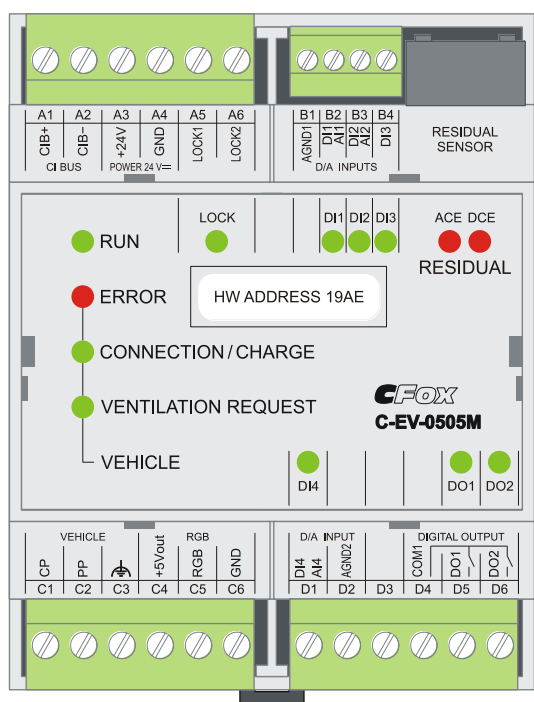 A1 A2 A3 A4 A5 A6
CIB+ CIB− +24V GND LOCK1 LOCK2
CI BUS POWER 24 V⎓
B1 B2 B3 B4
AGND1 DI1 AI1 DI2 AI2 DI3
D/A INPUTS
RESIDUAL
SENSOR
LOCK DI1 DI2 DI3 ACE DCE
RUN
RESIDUAL
ERROR
HW ADDRESS 19AE
CONNECTION / CHARGE
CFOX
VENTILATION REQUEST
C-EV-0505M
VEHICLE
DI4 DO1 DO2
VEHICLE RGB
CP PP +5Vout RGB GND
C1 C2 C3 C4 C5 C6
D/A INPUT DIGITAL OUTPUT
DI4 AI4 AGND2 COM1 DO1 DO2
D1 D2 D3 D4 D5 D6